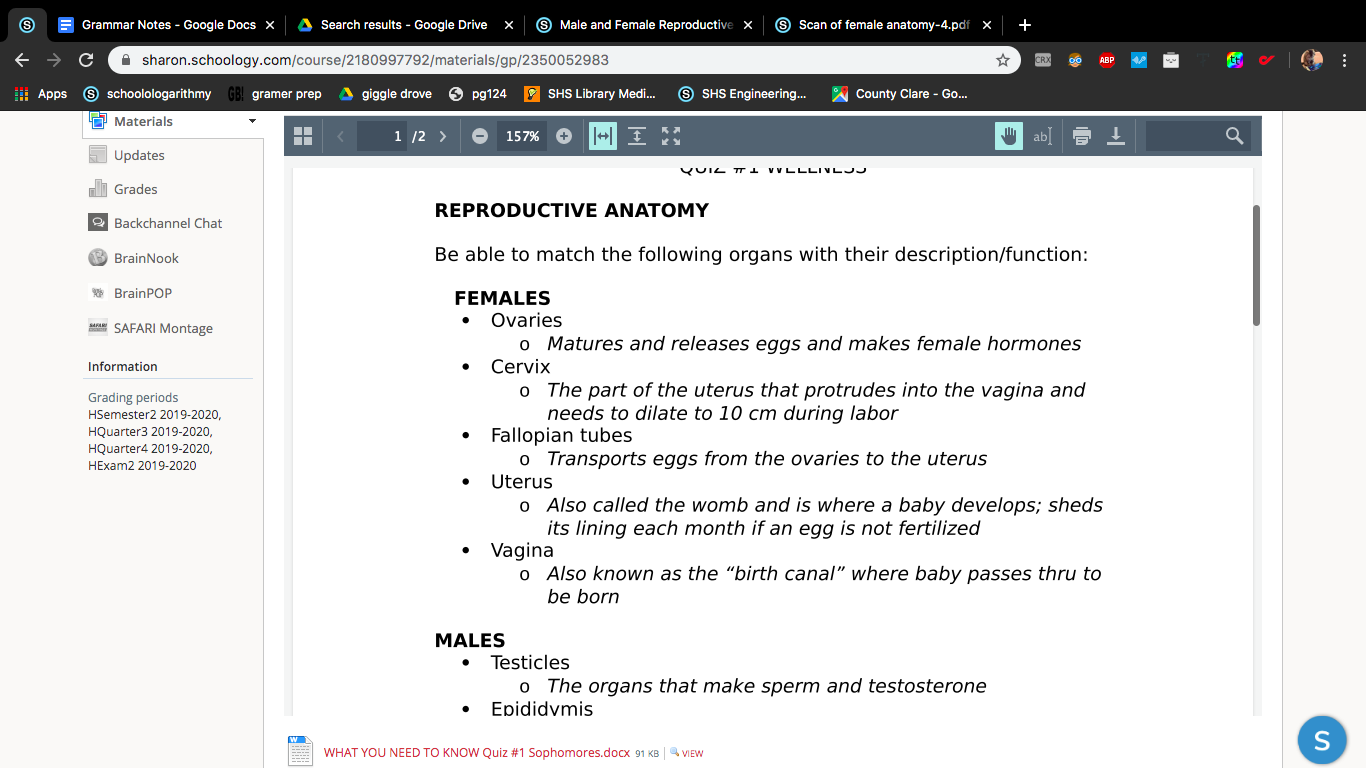 Grammar Notes - Google Docs
Search results - Google Drive
Male and Female Reproductive
Scan of female anatomy-4.pdf
sharon.schoology.com/course/2180997792/materials/gp/2350052983
CRX
ABP
Apps
schoolologarithmy
GB!
gramer prep
giggle drove
pg124
SHS Library Medi...
SHS Engineering...
County Clare - Go...
Materials
Updates
Grades
Backchannel Chat
BrainNook
BrainPOP
SAFARI Montage
Information
Grading periods
HSemester2 2019-2020,
HQuarter3 2019-2020,
HQuarter4 2019-2020,
HExam2 2019-2020
1 /2
157%
ab
QUIZ #1 WELLNESS
REPRODUCTIVE ANATOMY
Be able to match the following organs with their description/function:
FEMALES
• Ovaries
o Matures and releases eggs and makes female hormones
• Cervix
o The part of the uterus that protrudes into the vagina and
needs to dilate to 10 cm during labor
• Fallopian tubes
o Transports eggs from the ovaries to the uterus
• Uterus
o Also called the womb and is where a baby develops; sheds
its lining each month if an egg is not fertilized
• Vagina
o Also known as the “birth canal” where baby passes thru to
be born
MALES
• Testicles
o The organs that make sperm and testosterone
• Epididymis
WHAT YOU NEED TO KNOW Quiz #1 Sophomores.docx 91 KB VIEW
S